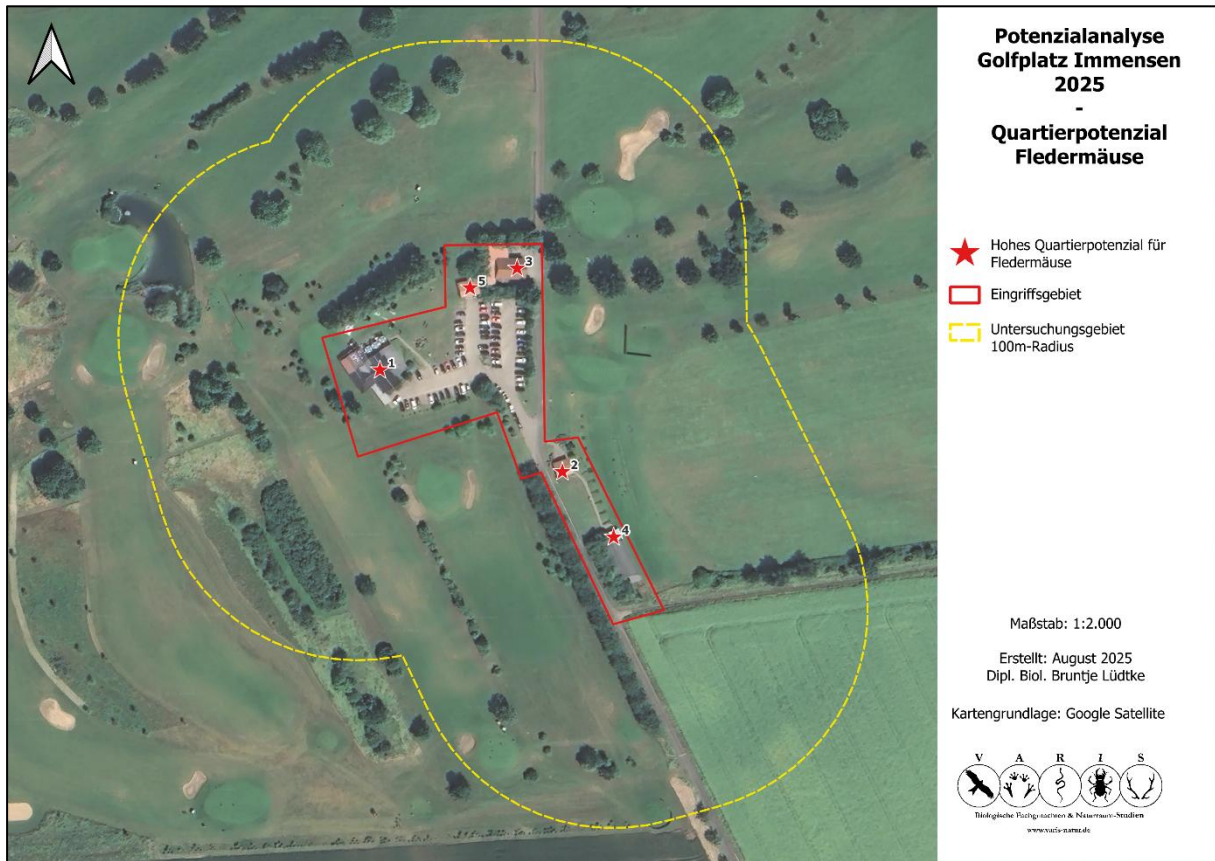 Potenzialanalyse
Golfplatz Immensen
2025
-
Quartierpotenzial
Fledermäuse
Hohes Quartierpotenzial für
Fledermäuse
Eingriffsgebiet
Untersuchungsgebiet
100m-Radius
3
5
1
2
4
Maßstab: 1:2.000
Erstellt: August 2025
Dipl. Biol. Bruntje Lüdtke
Kartengrundlage: Google Satellite
V A R I S
Biologische Fachgutachten & Naturraum-Studien
www.varis-natur.de